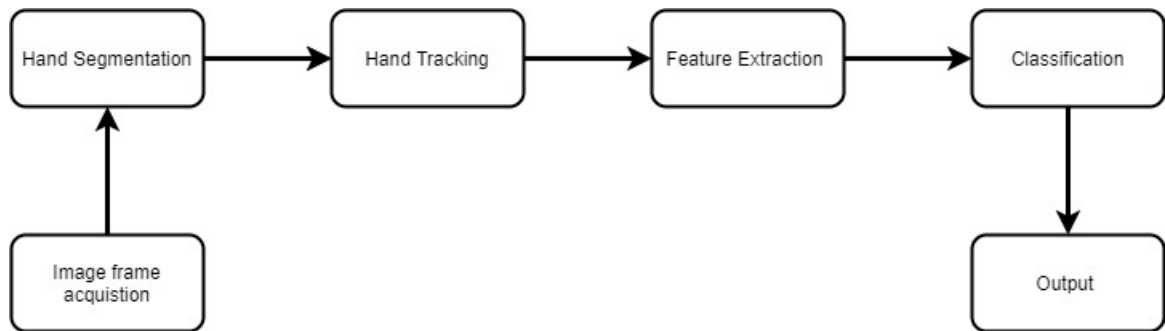 Hand Segmentation
Hand Tracking
Feature Extraction
Classification
Image frame
acquistion
Output